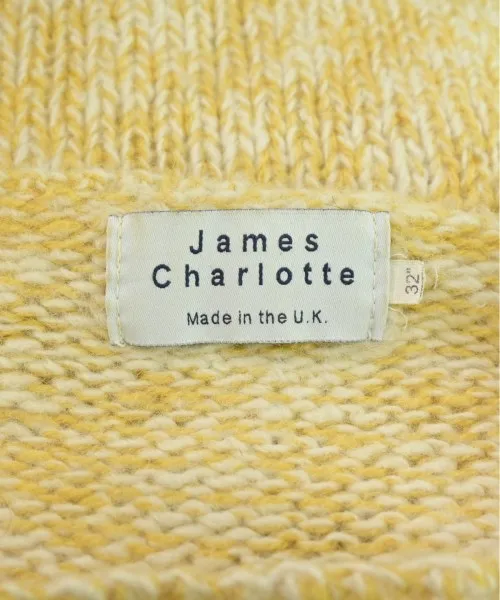 James
Charlotte
Made in the U.K.
32"